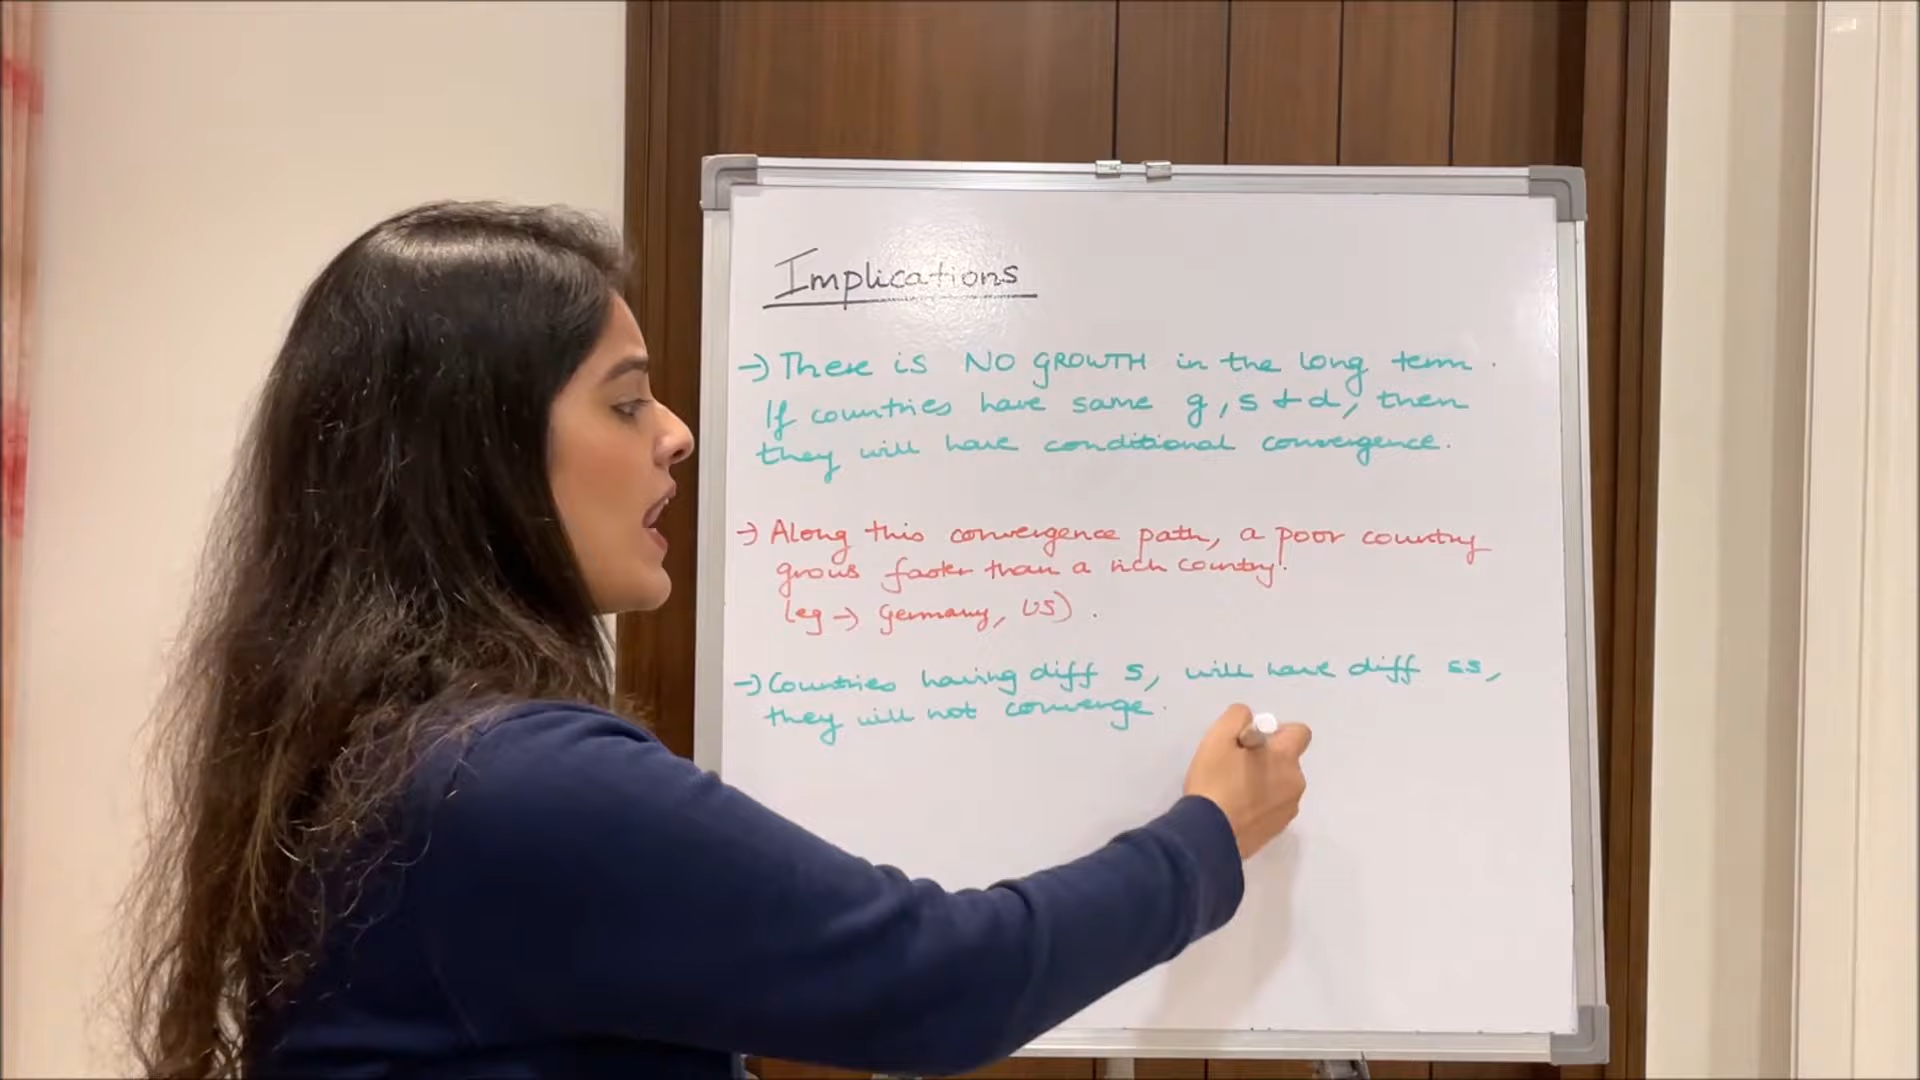 Implications
→ There is NO GROWTH in the long term.
If countries have same g, s + d, then
they will have conditional convergence.
→ Along this convergence path, a poor country
grows faster than a rich country!
(eg → Germany, US).
→ Countries having diff s, will have diff ss,
they will not converge.